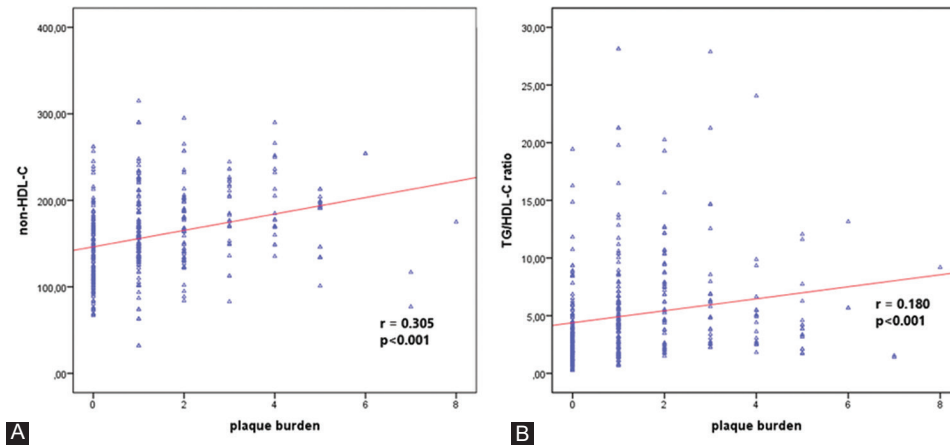 A
B
400,00
300,00
200,00
100,00
,00
non-HDL-C
r = 0.305
p<0.001
0
2
4
6
8
plaque burden
30,00
25,00
20,00
15,00
10,00
5,00
,00
TG/HDL-C ratio
r = 0.180
p<0.001
0
2
4
6
8
plaque burden
A
B